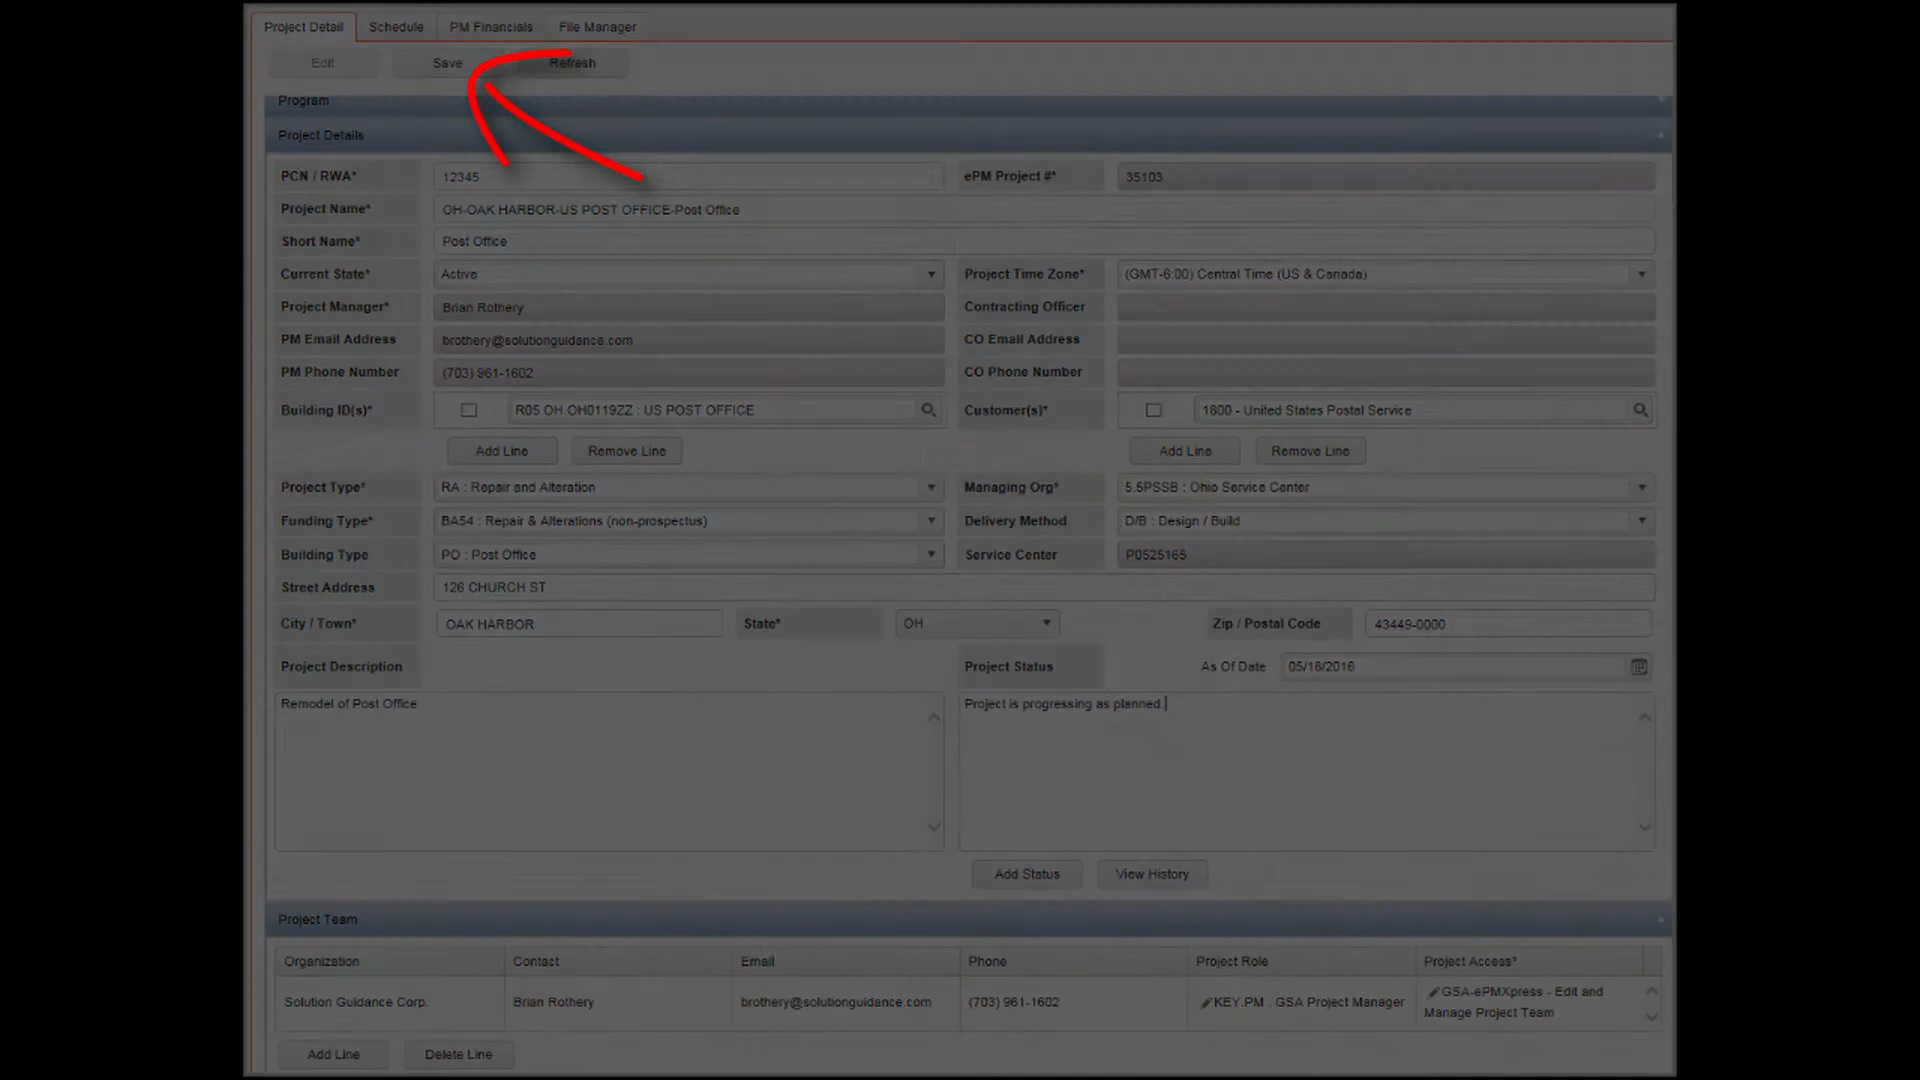 Project Detail Schedule PM Financials File Manager
Edit Save Refresh
Program
Project Details
PCN / RWA* 12345 ePM Project #* 35103
Project Name* OH-OAK HARBOR-US POST OFFICE-Post Office
Short Name* Post Office
Current State* Active Project Time Zone* (GMT-6:00) Central Time (US & Canada)
Project Manager* Brian Rothery Contracting Officer
PM Email Address brothery@solutionguidance.com CO Email Address
PM Phone Number (703) 961-1602 CO Phone Number
Building ID(s)* R05.OH.OH0119ZZ : US POST OFFICE Customer(s)* 1800 - United States Postal Service
Add Line Remove Line Add Line Remove Line
Project Type* RA : Repair and Alteration Managing Org* 5.5PSSB : Ohio Service Center
Funding Type* BA54 : Repair & Alterations (non-prospectus) Delivery Method D/B : Design / Build
Building Type PO : Post Office Service Center P0525165
Street Address 126 CHURCH ST
City / Town* OAK HARBOR State* OH Zip / Postal Code 43449-0000
Project Description Project Status As Of Date 05/18/2016
Remodel of Post Office Project is progressing as planned.
Add Status View History
Project Team
Organization Contact Email Phone Project Role Project Access*
Solution Guidance Corp. Brian Rothery brothery@solutionguidance.com (703) 961-1602 KEY.PM : GSA Project Manager GSA-ePMXpress - Edit and
Manage Project Team
Add Line Delete Line